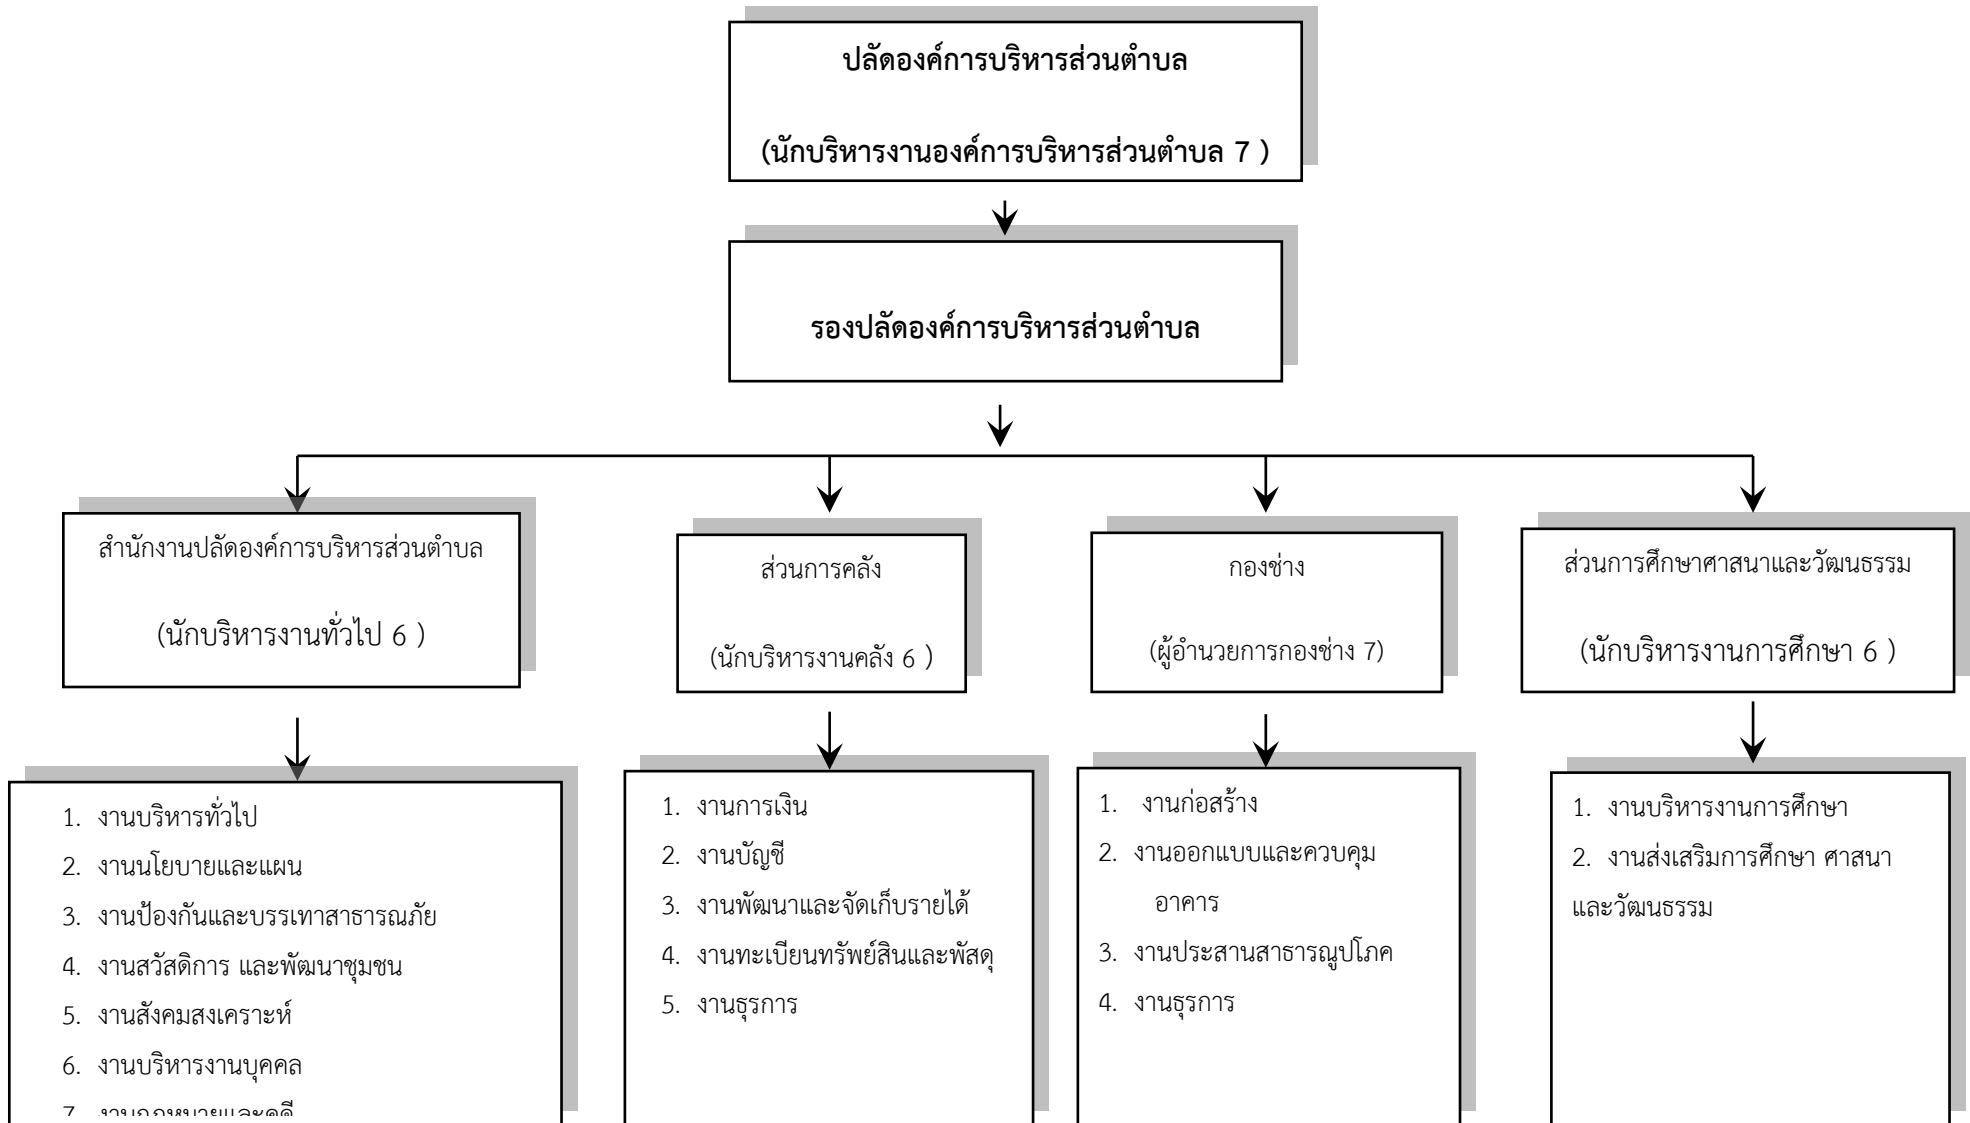 ปลัดองค์การบริหารส่วนตำบล
(นักบริหารงานองค์การบริหารส่วนตำบล 7 )
รองปลัดองค์การบริหารส่วนตำบล
สำนักงานปลัดองค์การบริหารส่วนตำบล
(นักบริหารงานทั่วไป 6 )
ส่วนการคลัง
(นักบริหารงานคลัง 6 )
กองช่าง
(ผู้อำนวยการกองช่าง 7)
ส่วนการศึกษาศาสนาและวัฒนธรรม
(นักบริหารงานการศึกษา 6 )
1. งานบริหารทั่วไป
2. งานนโยบายและแผน
3. งานป้องกันและบรรเทาสาธารณภัย
4. งานสวัสดิการ และพัฒนาชุมชน
5. งานสังคมสงเคราะห์
6. งานบริหารงานบุคคล
7. งานกฎหมายและคดี
1. งานการเงิน
2. งานบัญชี
3. งานพัฒนาและจัดเก็บรายได้
4. งานทะเบียนทรัพย์สินและพัสดุ
5. งานธุรการ
1. งานก่อสร้าง
2. งานออกแบบและควบคุม
อาคาร
3. งานประสานสาธารณูปโภค
4. งานธุรการ
1. งานบริหารงานการศึกษา
2. งานส่งเสริมการศึกษา ศาสนา
และวัฒนธรรม